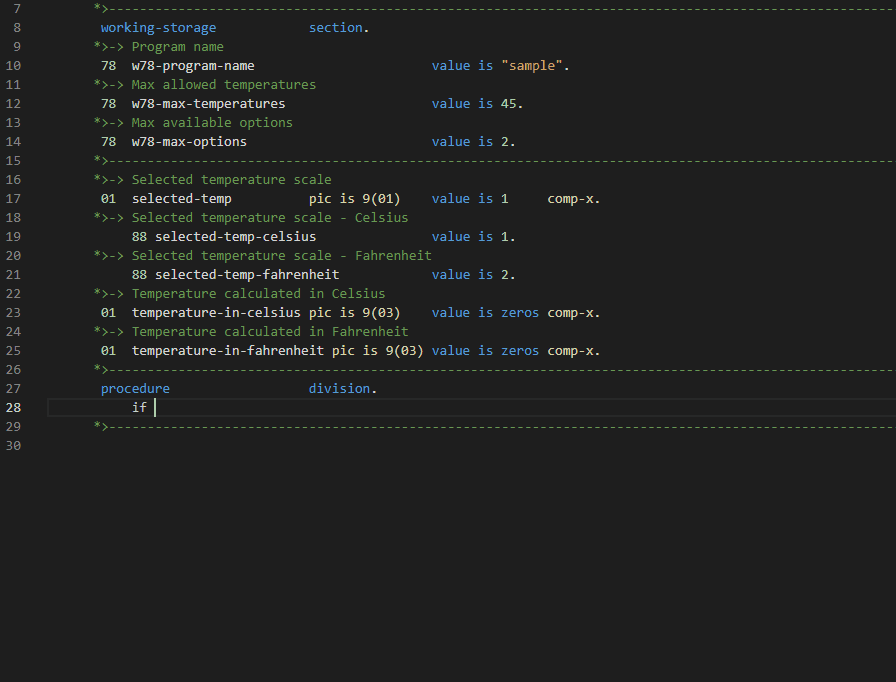 7 *>-----------------------------------------------------------------------------------------------------
8 working-storage section.
9 *>-> Program name
10 78 w78-program-name value is "sample".
11 *>-> Max allowed temperatures
12 78 w78-max-temperatures value is 45.
13 *>-> Max available options
14 78 w78-max-options value is 2.
15 *>-----------------------------------------------------------------------------------------------------
16 *>-> Selected temperature scale
17 01 selected-temp pic is 9(01) value is 1 comp-x.
18 *>-> Selected temperature scale - Celsius
19 88 selected-temp-celsius value is 1.
20 *>-> Selected temperature scale - Fahrenheit
21 88 selected-temp-fahrenheit value is 2.
22 *>-> Temperature calculated in Celsius
23 01 temperature-in-celsius pic is 9(03) value is zeros comp-x.
24 *>-> Temperature calculated in Fahrenheit
25 01 temperature-in-fahrenheit pic is 9(03) value is zeros comp-x.
26 *>-----------------------------------------------------------------------------------------------------
27 procedure division.
28 if
29 *>-----------------------------------------------------------------------------------------------------
30